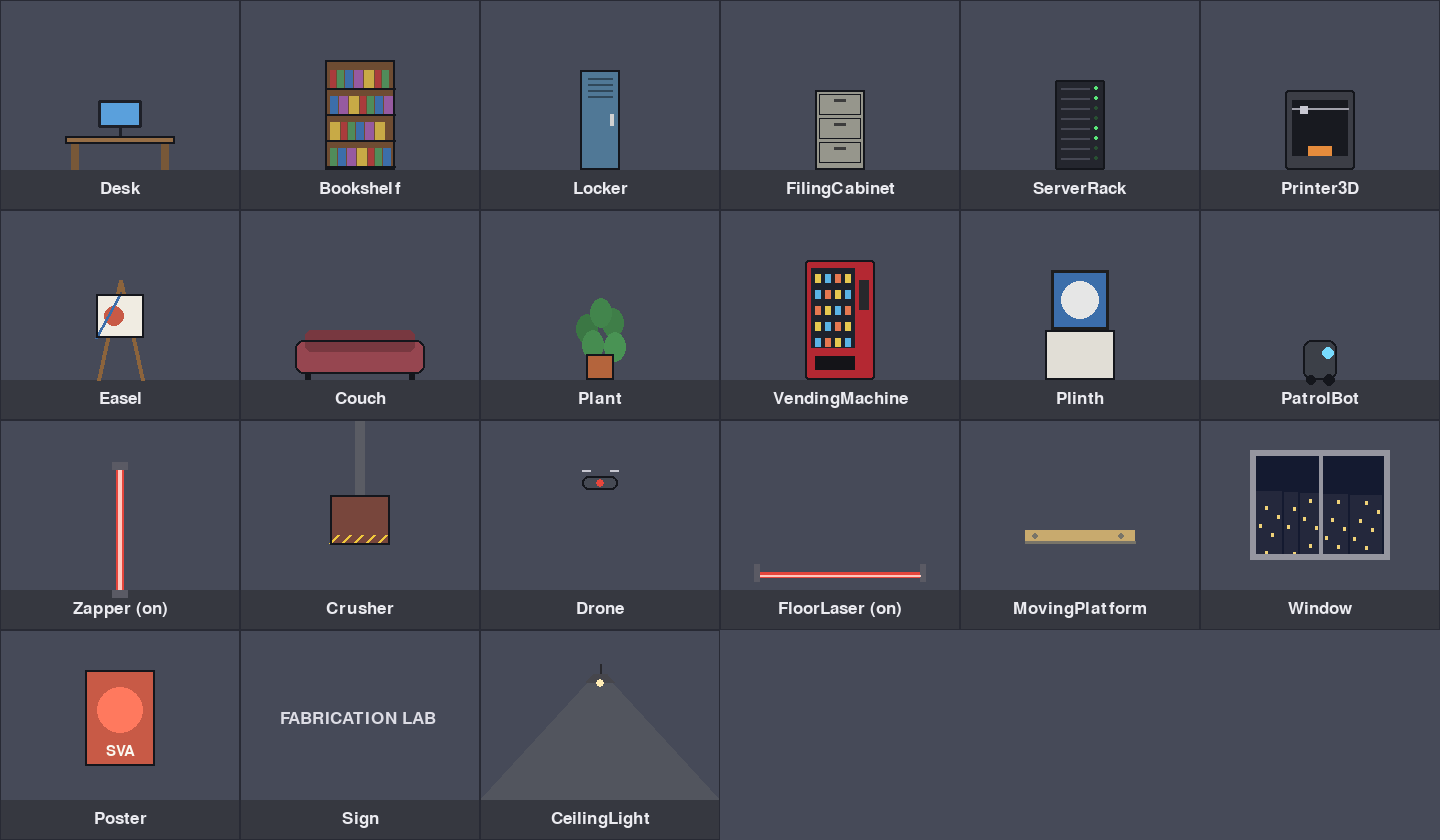 Desk
Bookshelf
Locker
FilingCabinet
ServerRack
Printer3D
Easel
Couch
Plant
VendingMachine
Plinth
PatrolBot
Zapper (on)
Crusher
Drone
FloorLaser (on)
MovingPlatform
Window
SVA
Poster
FABRICATION LAB
Sign
CeilingLight